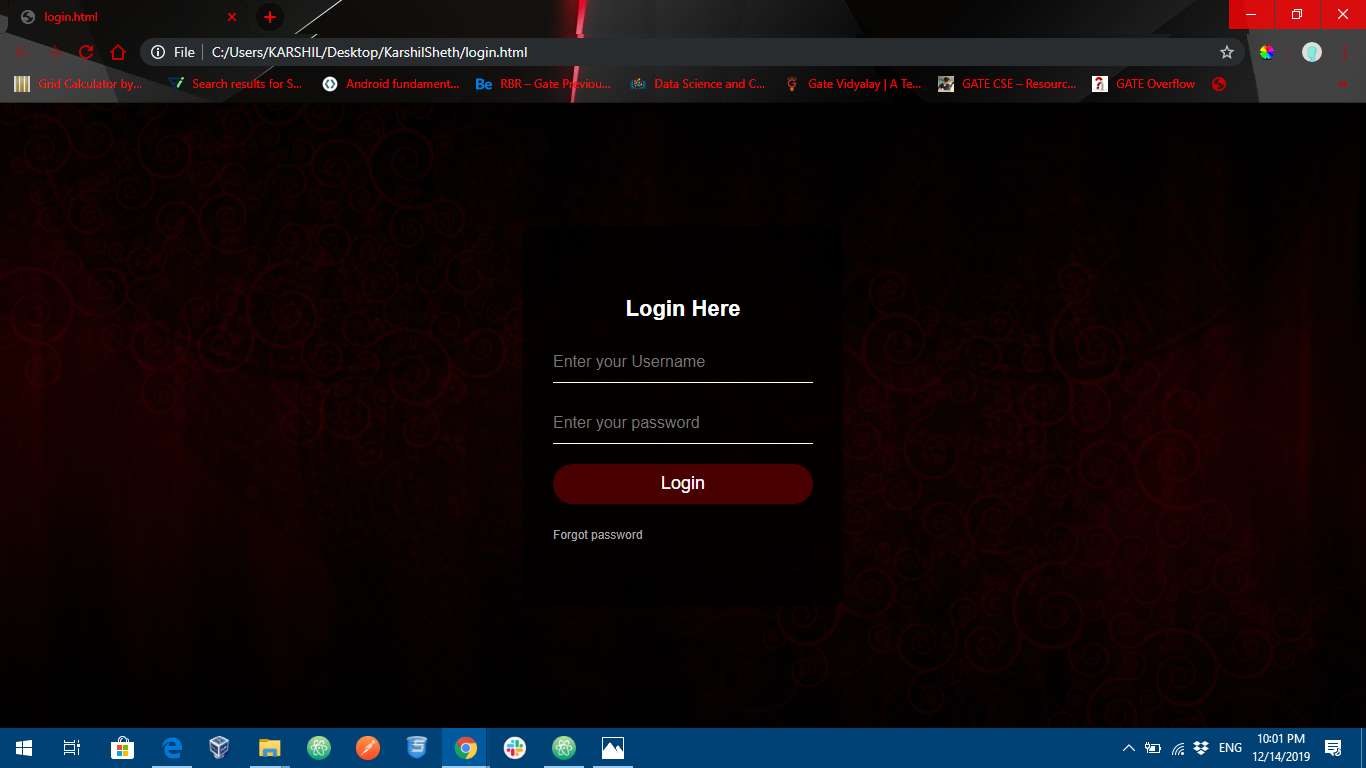 login.html
File
C:/Users/KARSHIL/Desktop/KarshilSheth/login.html
Grid Calculator by...
Search results for S...
Android fundament...
Be
RBR – Gate Previou...
Data Science and C...
Gate Vidyalay | A Te...
GATE CSE – Resourc...
GATE Overflow
Login Here
Enter your Username
Enter your password
Login
Forgot password
ENG
10:01 PM
12/14/2019